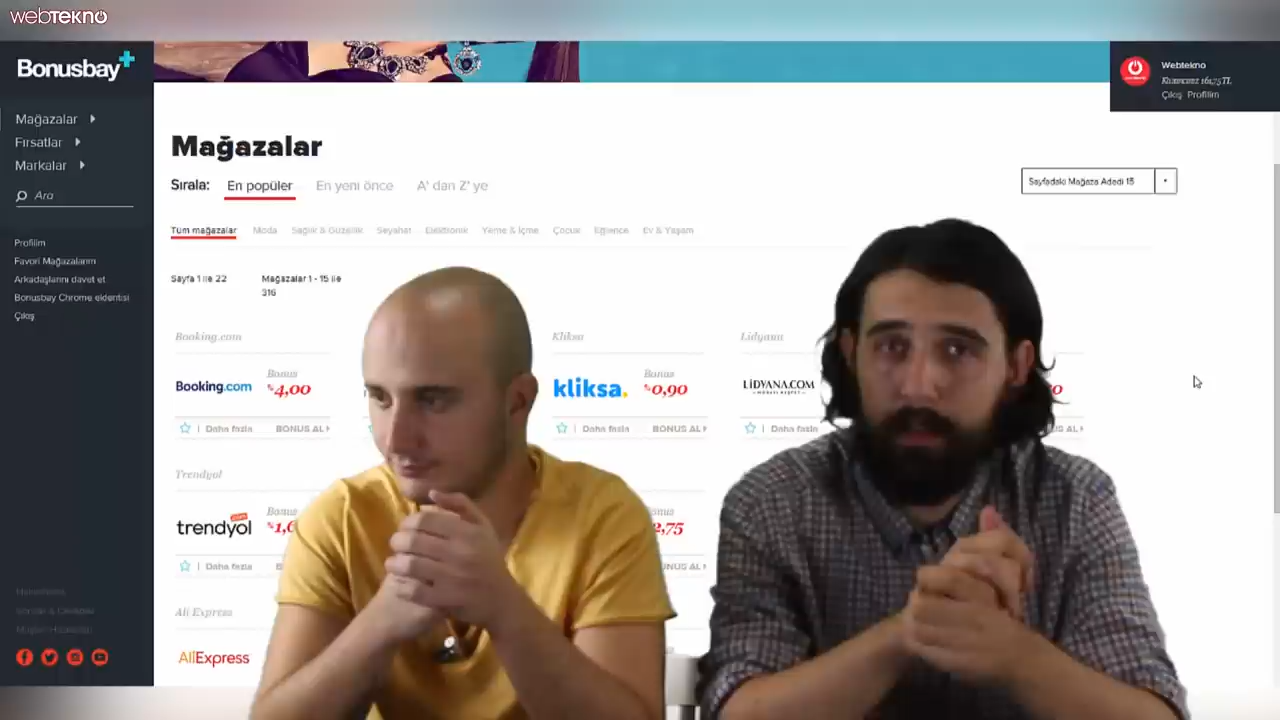 webTEKNO
Bonusbay
Webtekno
Çıkış Profilim
Mağazalar
Fırsatlar
Markalar
Ara
Profilim
Favori Mağazalarım
Arkadaşlarını davet et
Bonusbay Chrome eklentisi
Çıkış
Mağazalar
Sırala: En popüler En yeni önce A' dan Z' ye
Sayfadaki Mağaza Adedi 15
Tüm mağazalar Moda Sağlık & Güzellik Seyahat Elektronik Yeme & İçme Çocuk Eğlence Ev & Yaşam
Sayfa 1 ile 22
Mağazalar 1 - 15 ile
316
Booking.com
Kliksa
Lidyana
Booking.com
Bonus
%4,00
kliksa.
Bonus
%0,90
LiDYANA.COM
Daha fazla BONUS AL
Daha fazla BONUS AL
Daha fazla
Trendyol
trendyol
.com
Bonus
2,75
Daha fazla
Ali Express
AliExpress